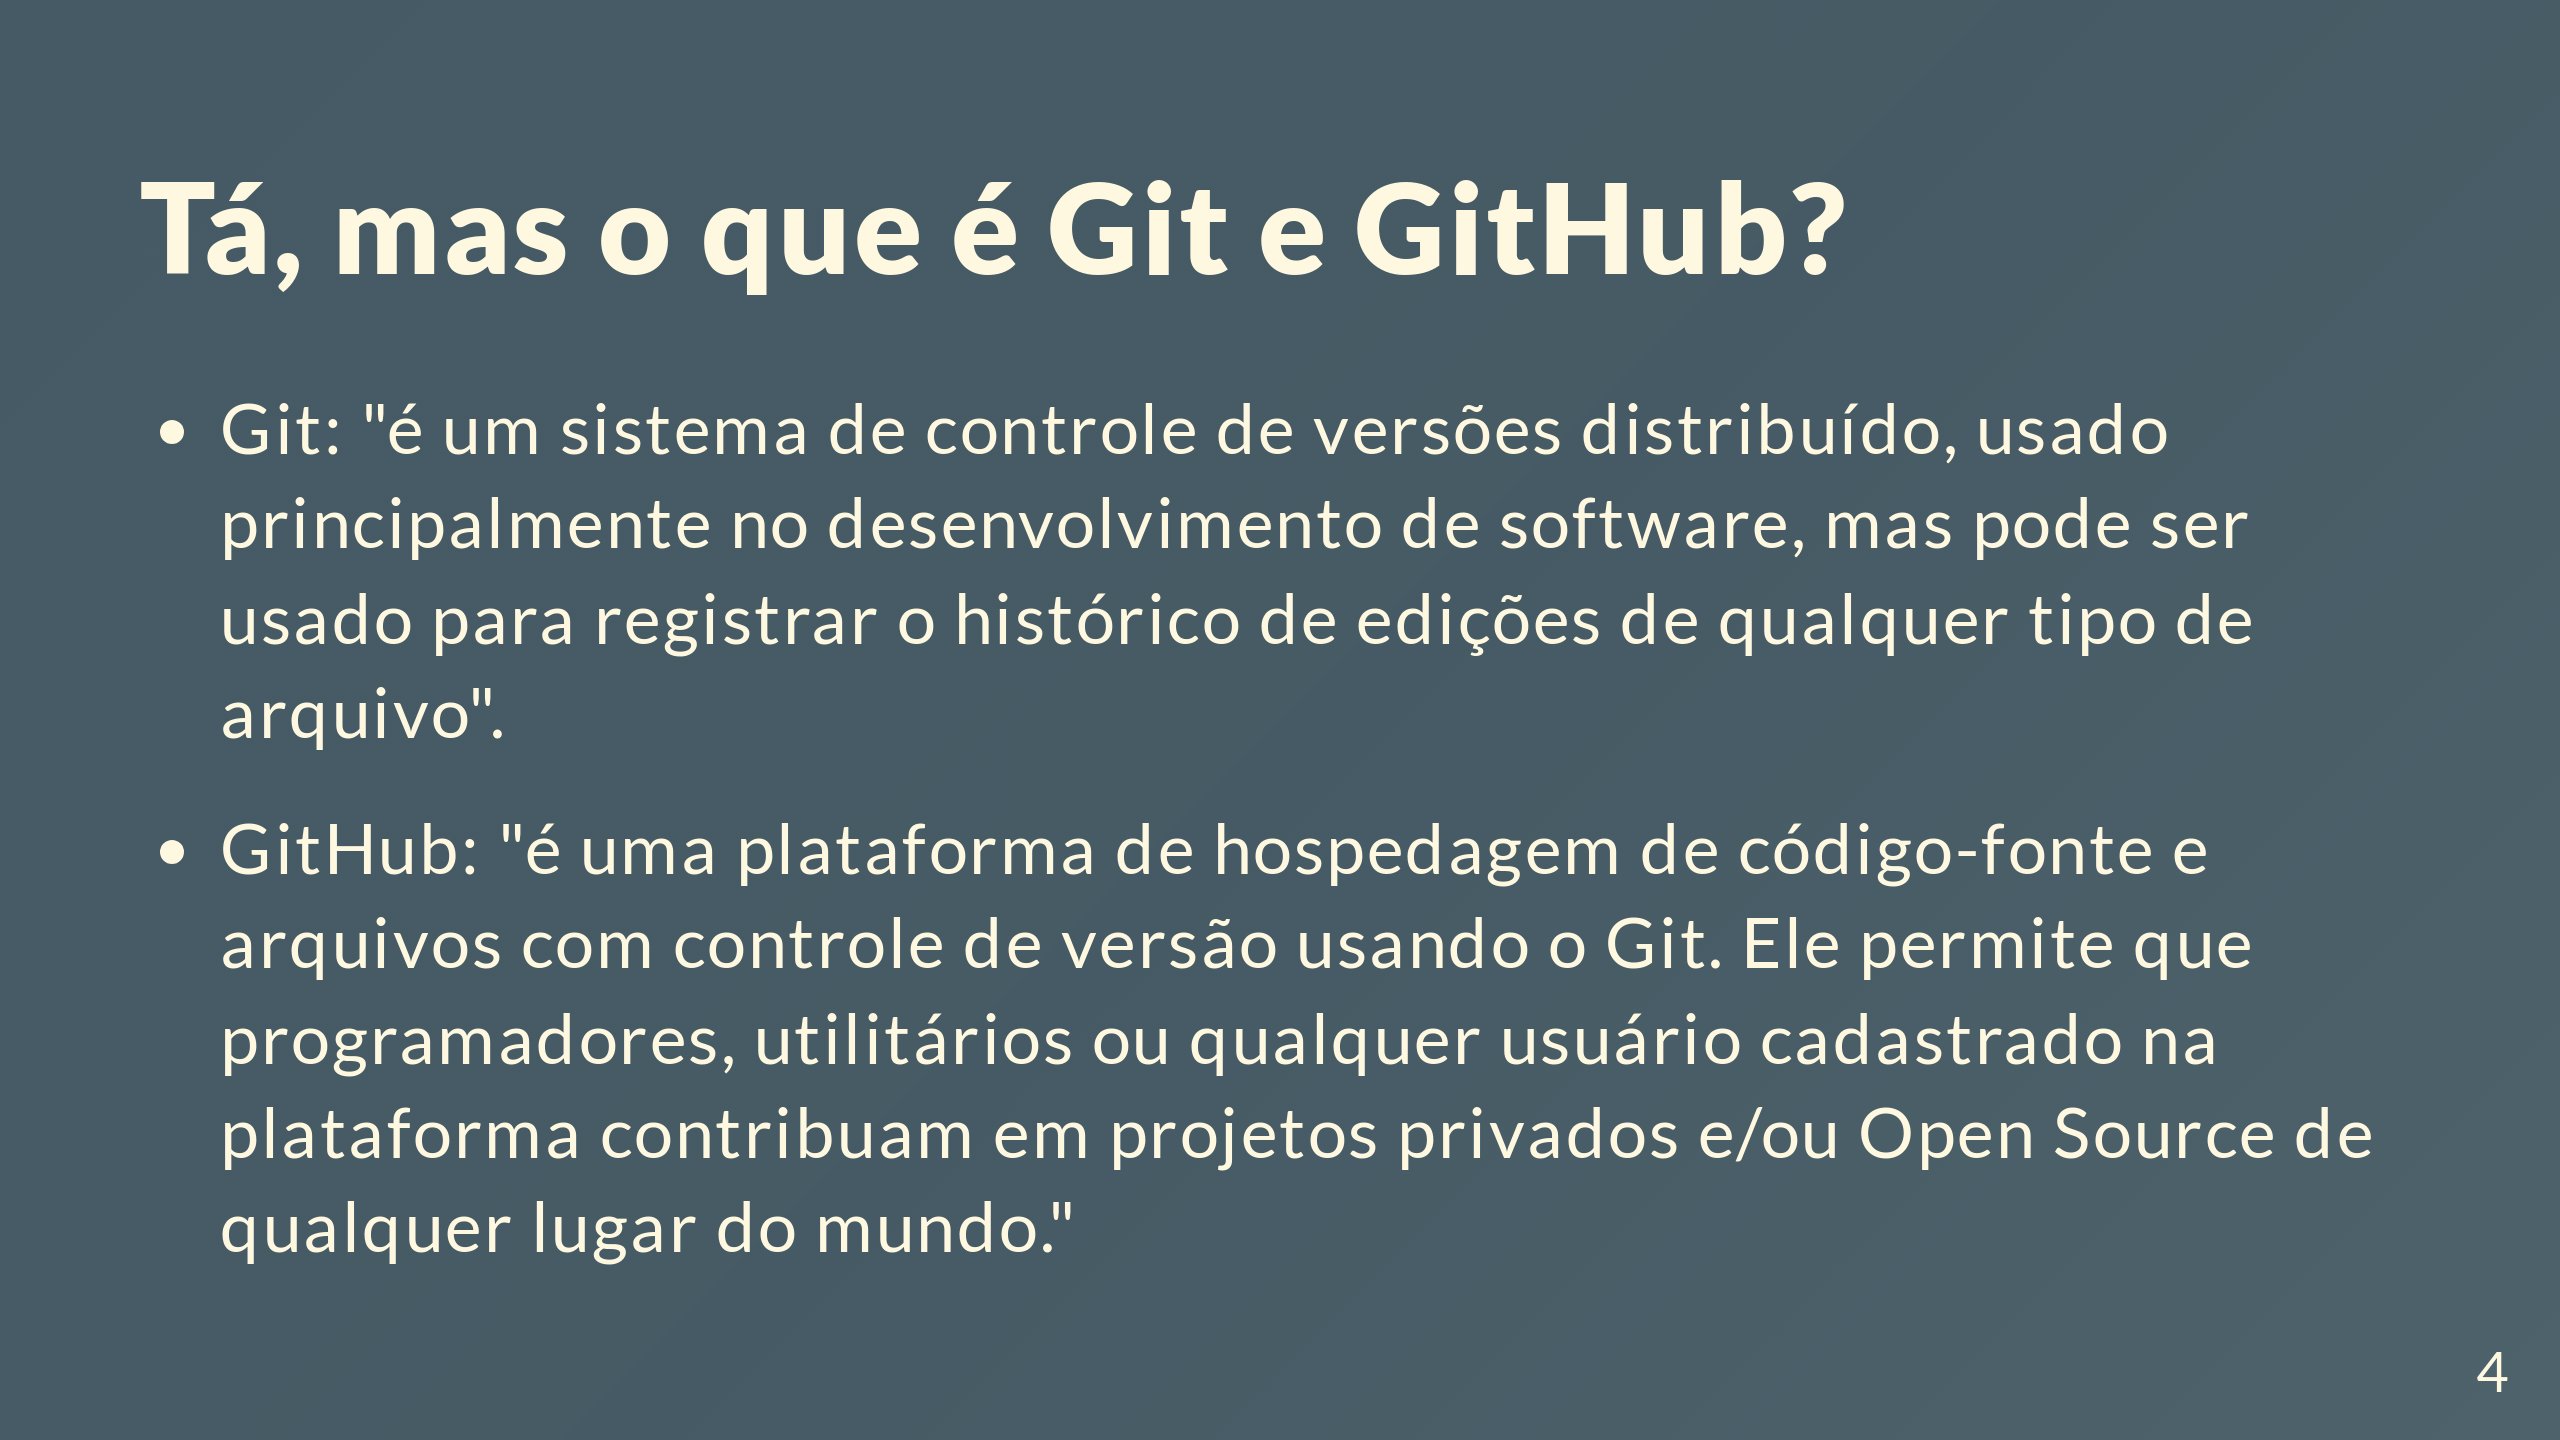 Tá, mas o que é Git e GitHub?
• Git: "é um sistema de controle de versões distribuído, usado
principalmente no desenvolvimento de software, mas pode ser
usado para registrar o histórico de edições de qualquer tipo de
arquivo".
• GitHub: "é uma plataforma de hospedagem de código-fonte e
arquivos com controle de versão usando o Git. Ele permite que
programadores, utilitários ou qualquer usuário cadastrado na
plataforma contribuam em projetos privados e/ou Open Source de
qualquer lugar do mundo."
4